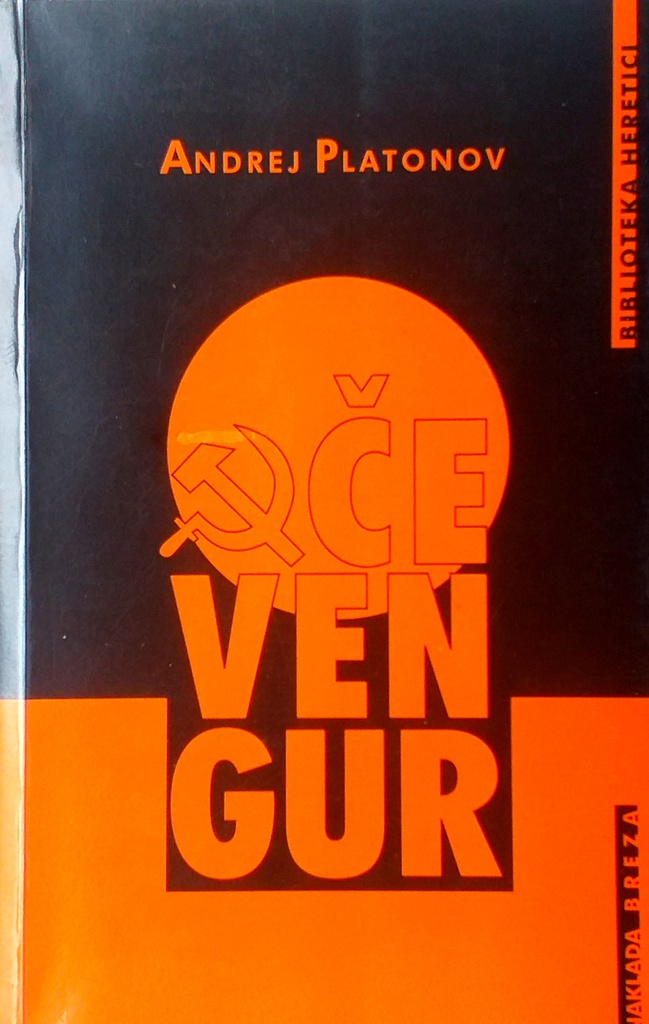 ANDREJ PLATONOV
BIBLIOTEKA HERETICI
ČE
VEN
GUR
NAKLADA BREZA